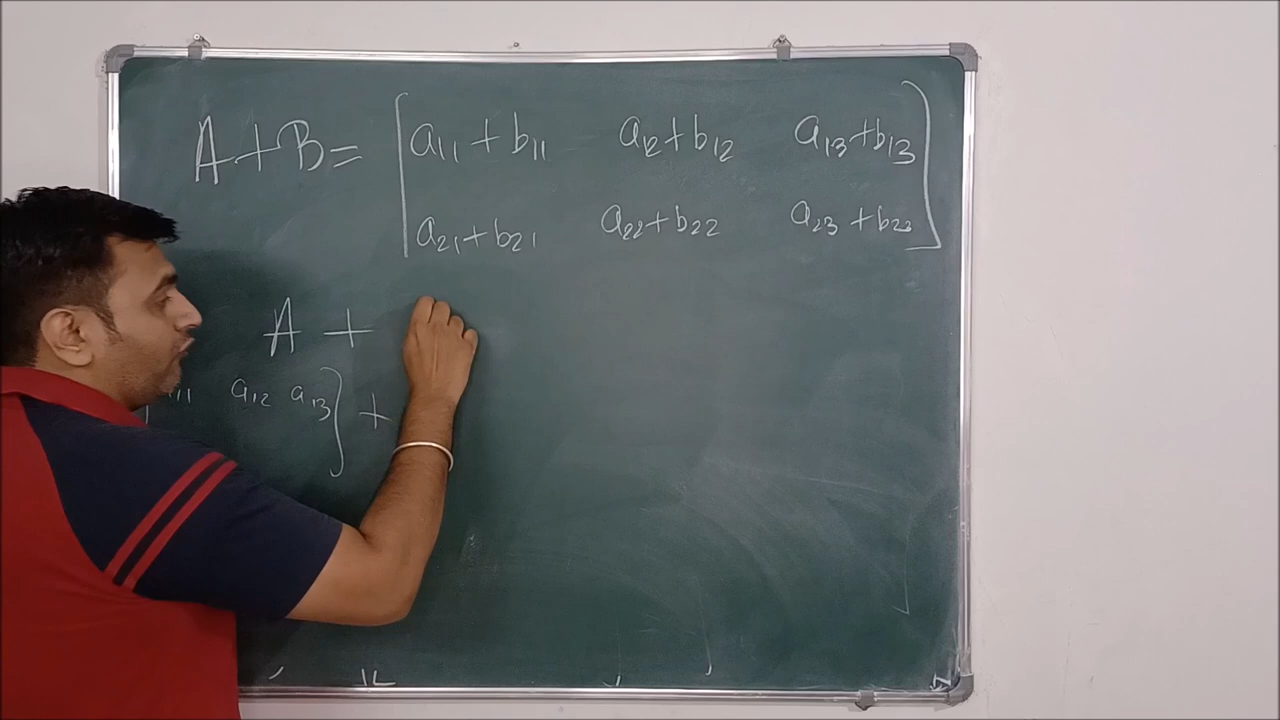 A+B= [a11+b11 a12+b12 a13+b13
a21+b21 a22+b22 a23+b23]
A +
a12 a13] +